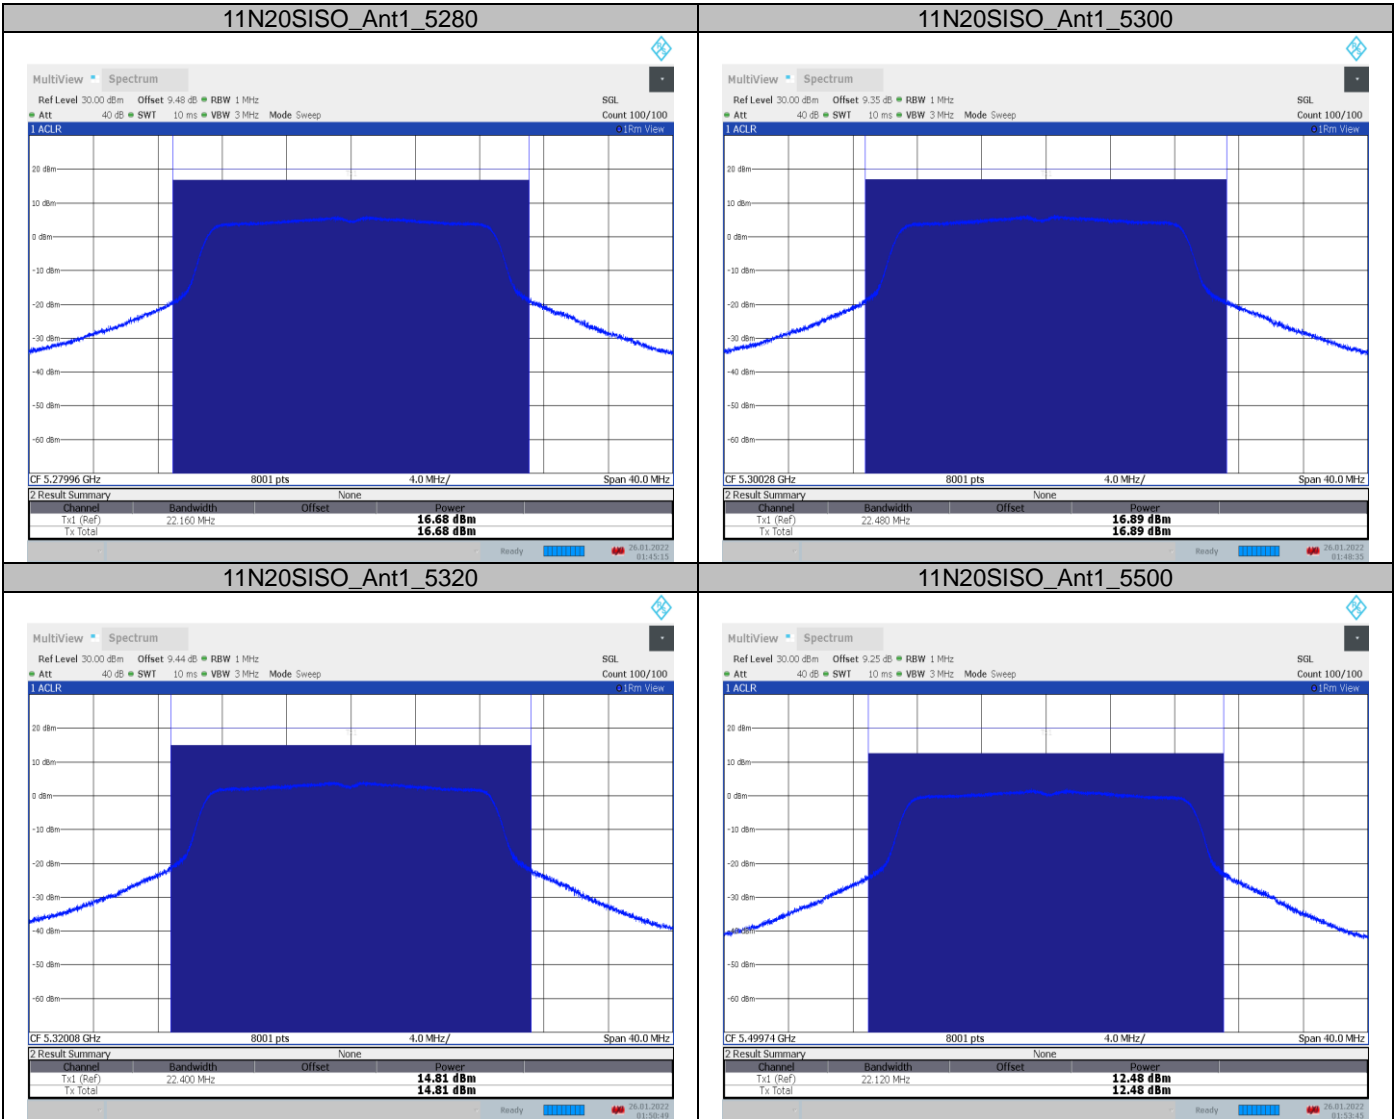 11N20SISO_Ant1_5280
MultiView Spectrum
Ref Level 30.00 dBm Offset 9.48 dB RBW 1 MHz SGL
Att 40 dB SWT 10 ms VBW 3 MHz Mode Sweep Count 100/100
1 ACLR 1Rm View
20 dBm
10 dBm
0 dBm
-10 dBm
-20 dBm
-30 dBm
-40 dBm
-50 dBm
-60 dBm
CF 5.27996 GHz 8001 pts 4.0 MHz/ Span 40.0 MHz
2 Result Summary None
Channel Bandwidth Offset Power
Tx1 (Ref) 22.160 MHz 16.68 dBm
Tx Total 16.68 dBm
Ready 26.01.2022
01:45:15
11N20SISO_Ant1_5300
MultiView Spectrum
Ref Level 30.00 dBm Offset 9.35 dB RBW 1 MHz SGL
Att 40 dB SWT 10 ms VBW 3 MHz Mode Sweep Count 100/100
1 ACLR 1Rm View
20 dBm
10 dBm
0 dBm
-10 dBm
-20 dBm
-30 dBm
-40 dBm
-50 dBm
-60 dBm
CF 5.30028 GHz 8001 pts 4.0 MHz/ Span 40.0 MHz
2 Result Summary None
Channel Bandwidth Offset Power
Tx1 (Ref) 22.480 MHz 16.89 dBm
Tx Total 16.89 dBm
Ready 26.01.2022
01:48:35
11N20SISO_Ant1_5320
MultiView Spectrum
Ref Level 30.00 dBm Offset 9.44 dB RBW 1 MHz SGL
Att 40 dB SWT 10 ms VBW 3 MHz Mode Sweep Count 100/100
1 ACLR 1Rm View
20 dBm
10 dBm
0 dBm
-10 dBm
-20 dBm
-30 dBm
-40 dBm
-50 dBm
-60 dBm
CF 5.32008 GHz 8001 pts 4.0 MHz/ Span 40.0 MHz
2 Result Summary None
Channel Bandwidth Offset Power
Tx1 (Ref) 22.400 MHz 14.81 dBm
Tx Total 14.81 dBm
Ready 26.01.2022
01:50:49
11N20SISO_Ant1_5500
MultiView Spectrum
Ref Level 30.00 dBm Offset 9.25 dB RBW 1 MHz SGL
Att 40 dB SWT 10 ms VBW 3 MHz Mode Sweep Count 100/100
1 ACLR 1Rm View
20 dBm
10 dBm
0 dBm
-10 dBm
-20 dBm
-30 dBm
-40 dBm
-50 dBm
-60 dBm
CF 5.49974 GHz 8001 pts 4.0 MHz/ Span 40.0 MHz
2 Result Summary None
Channel Bandwidth Offset Power
Tx1 (Ref) 22.120 MHz 12.48 dBm
Tx Total 12.48 dBm
Ready 26.01.2022
01:53:45